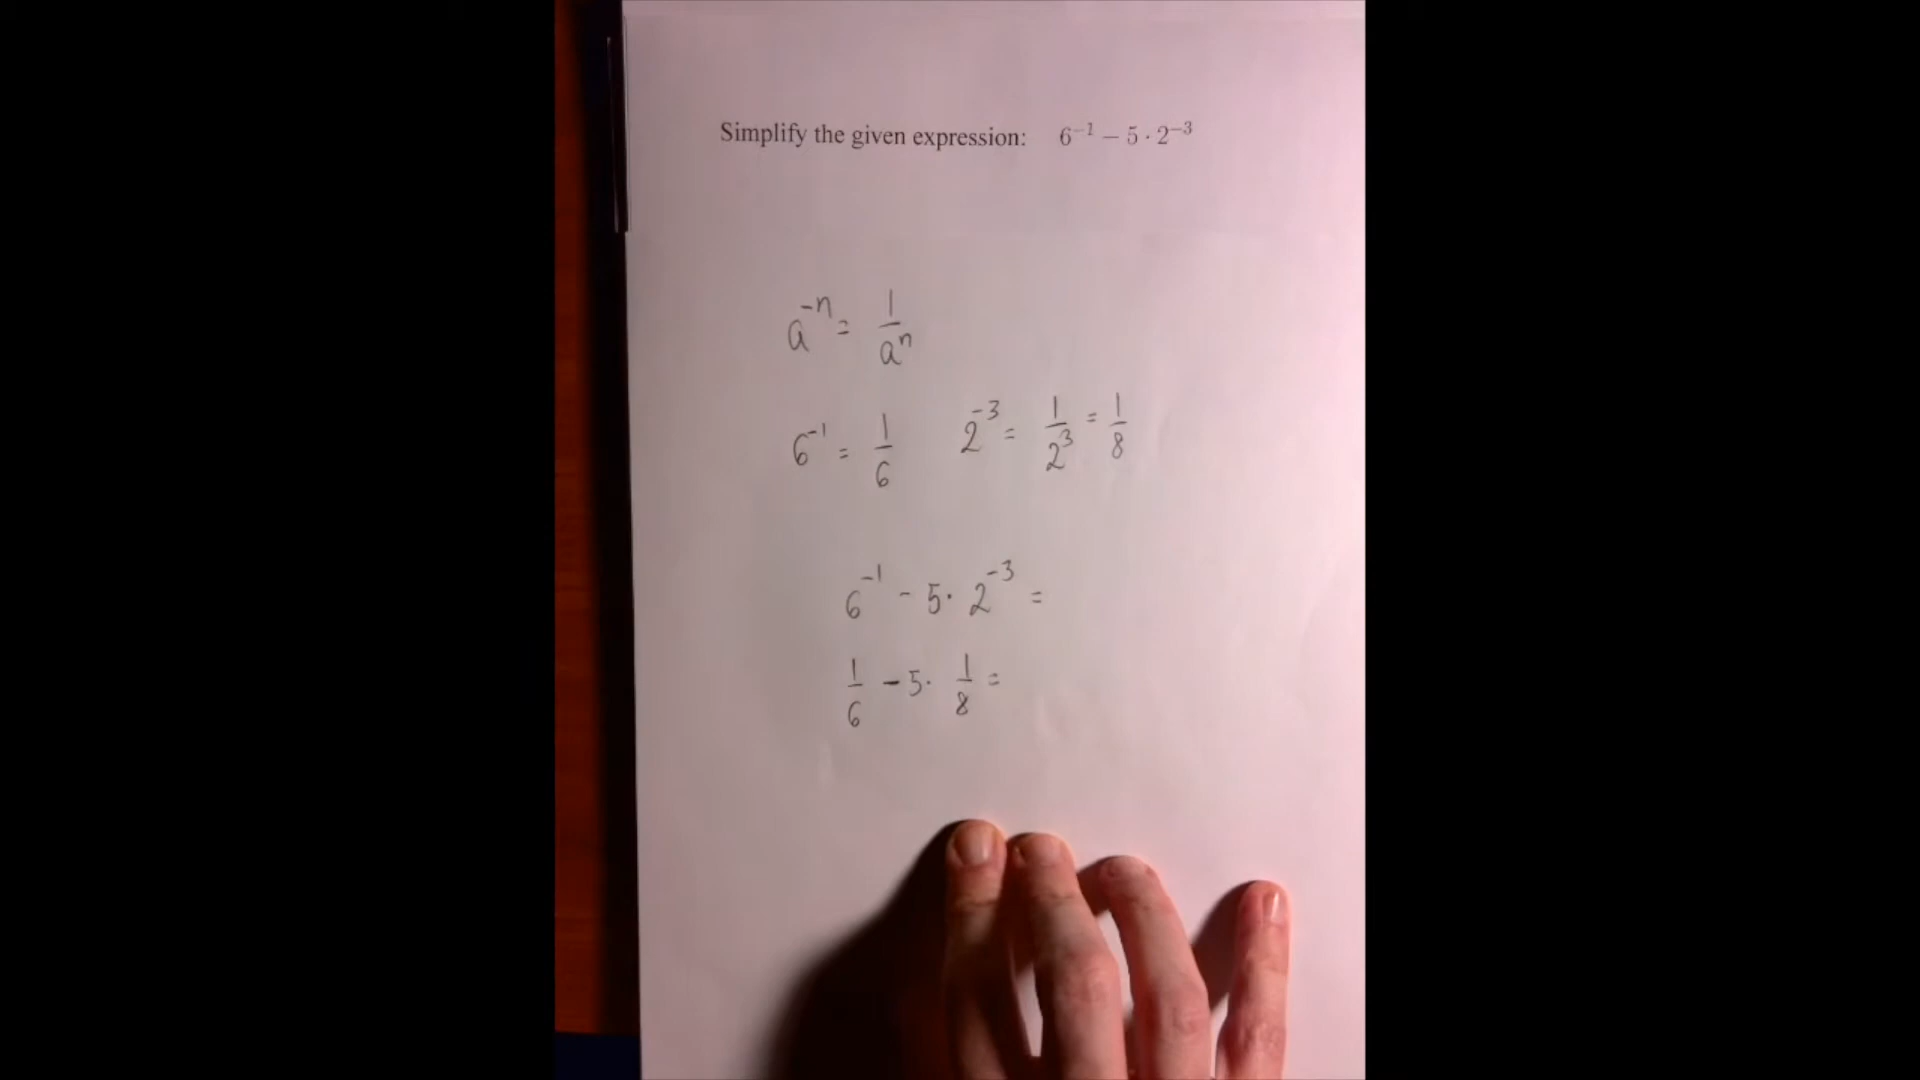 Simplify the given expression: 6⁻¹ − 5 · 2⁻³
a⁻ⁿ = 1/aⁿ
6⁻¹ = 1/6 2⁻³ = 1/2³ = 1/8
6⁻¹ - 5 · 2⁻³ =
1/6 - 5 · 1/8 =